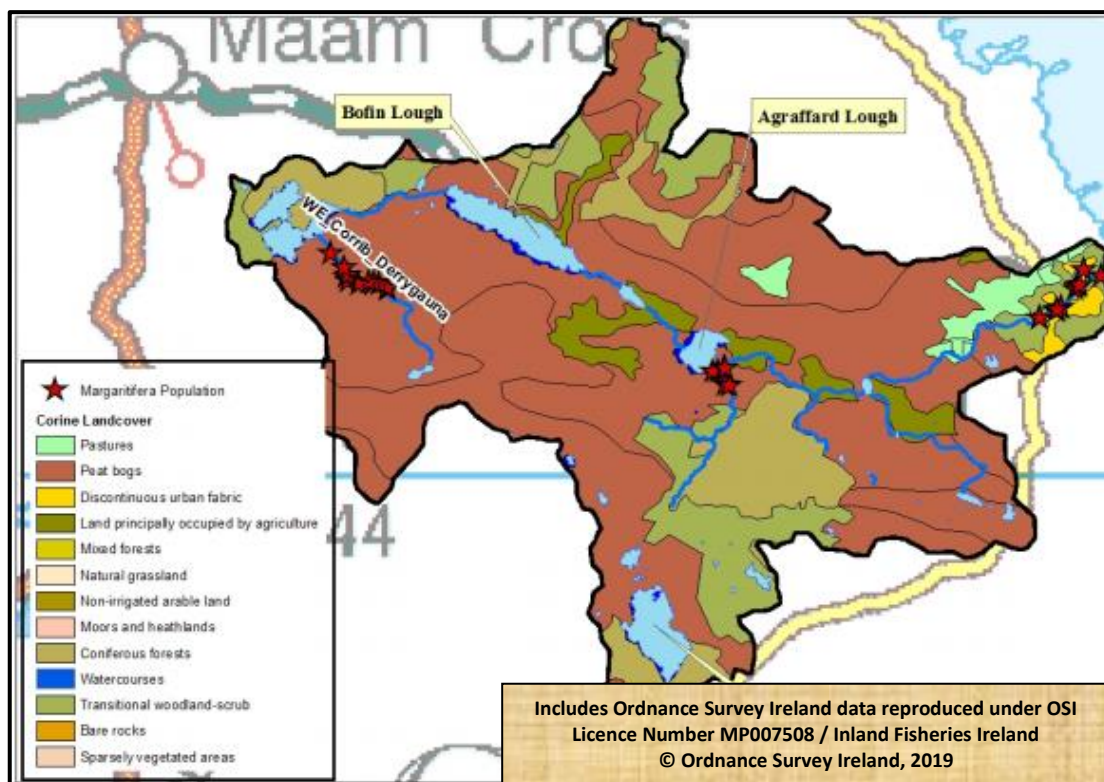 Maam Cross
Bofin Lough
Agraffard Lough
WE_Corrib_Derrygauna
44
Margaritifera Population
Corine Landcover
Pastures
Peat bogs
Discontinuous urban fabric
Land principally occupied by agriculture
Mixed forests
Natural grassland
Non-irrigated arable land
Moors and heathlands
Coniferous forests
Watercourses
Transitional woodland-scrub
Bare rocks
Sparsely vegetated areas
Includes Ordnance Survey Ireland data reproduced under OSI
Licence Number MP007508 / Inland Fisheries Ireland
© Ordnance Survey Ireland, 2019